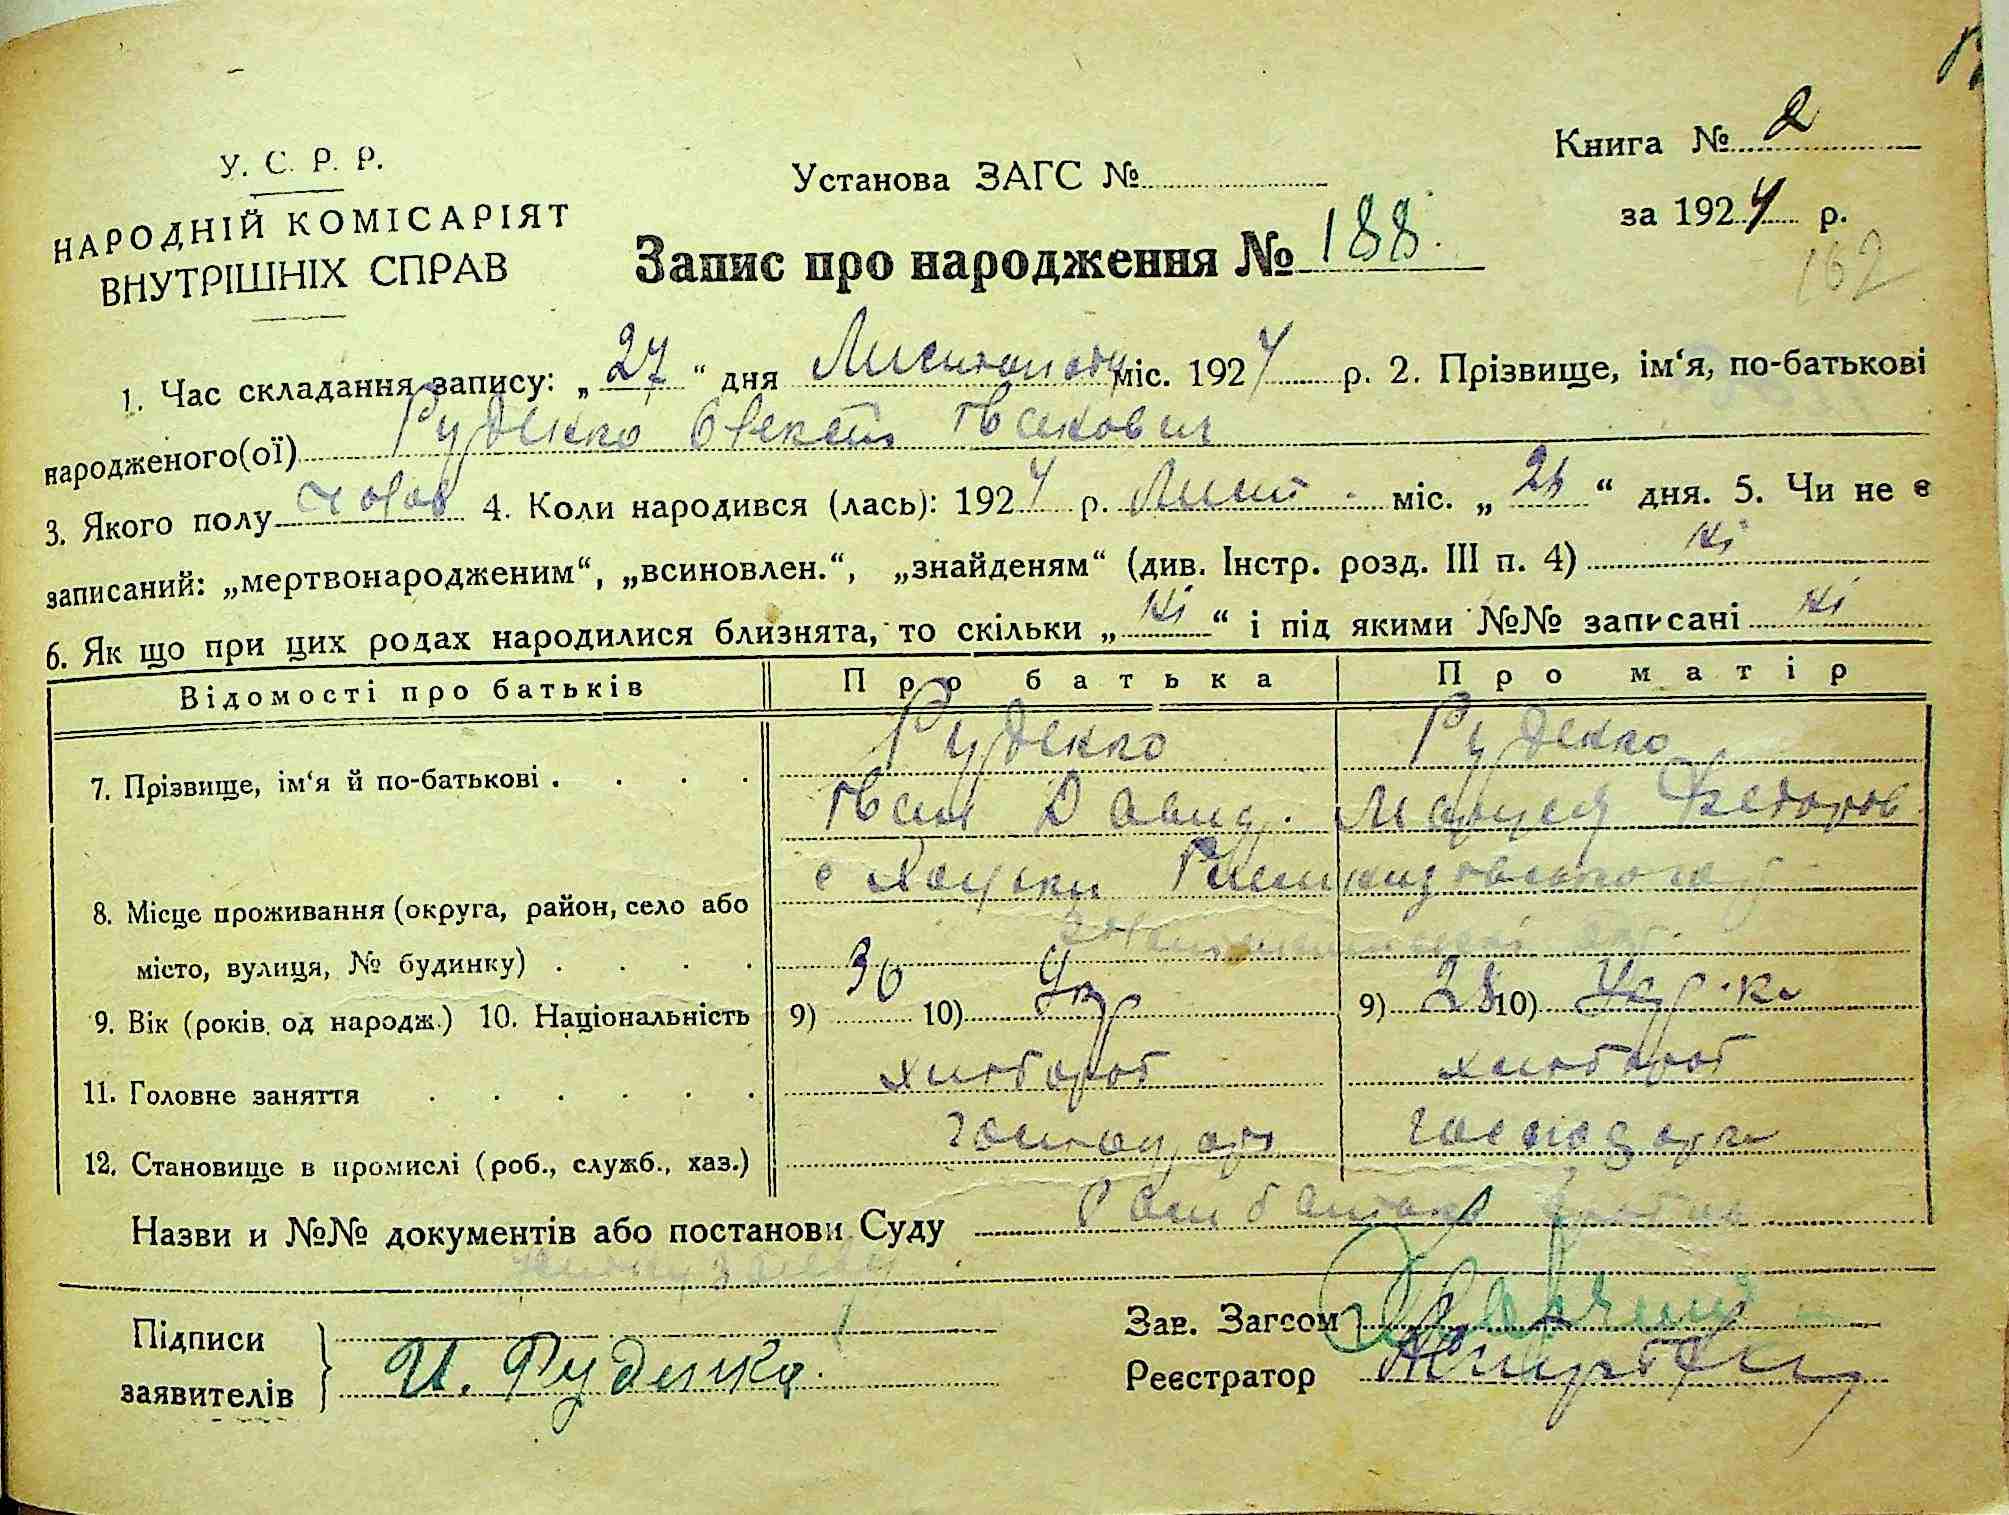 У. С. Р. Р.
НАРОДНІЙ КОМІСАРІЯТ
ВНУТРІШНІХ СПРАВ
Установа ЗАГС №
Книга № 2
за 1924 р.
Запис про народження № 188.
162
1. Час складання запису: „27“ дня Листопада міс. 1924 р. 2. Прізвище, ім‘я, по-батькові
народженого(ої) Руденко
3. Якого полу чолов 4. Коли народився (лась): 1924 р. Лист. міс. „ “ дня. 5. Чи не є
записаний: „мертвонародженим“, „всиновлен.“, „знайденям“ (див. Інстр. розд. III п. 4) ні
6. Як що при цих родах народилися близнята, то скільки „ні“ і під якими №№ записані ні
Відомості про батьків Про батька Про матір
Руденко Руденко
7. Прізвище, ім‘я й по-батькові . . . .
Іван Давид. Федоров
8. Місце проживання (округа, район, село або
місто, вулиця, № будинку) . . . .
9. Вік (років од народж.) 10. Національність 9) 30 10) Укр 9) 28 10) Укр-ка
11. Головне заняття . . . . . . хлібороб хлібороб
12. Становище в промислі (роб., служб., хаз.) господар господарка
Назви и №№ документів або постанови Суду
Підписи
заявителів
И. Руденко.
Зав. Загсом
Реєстратор